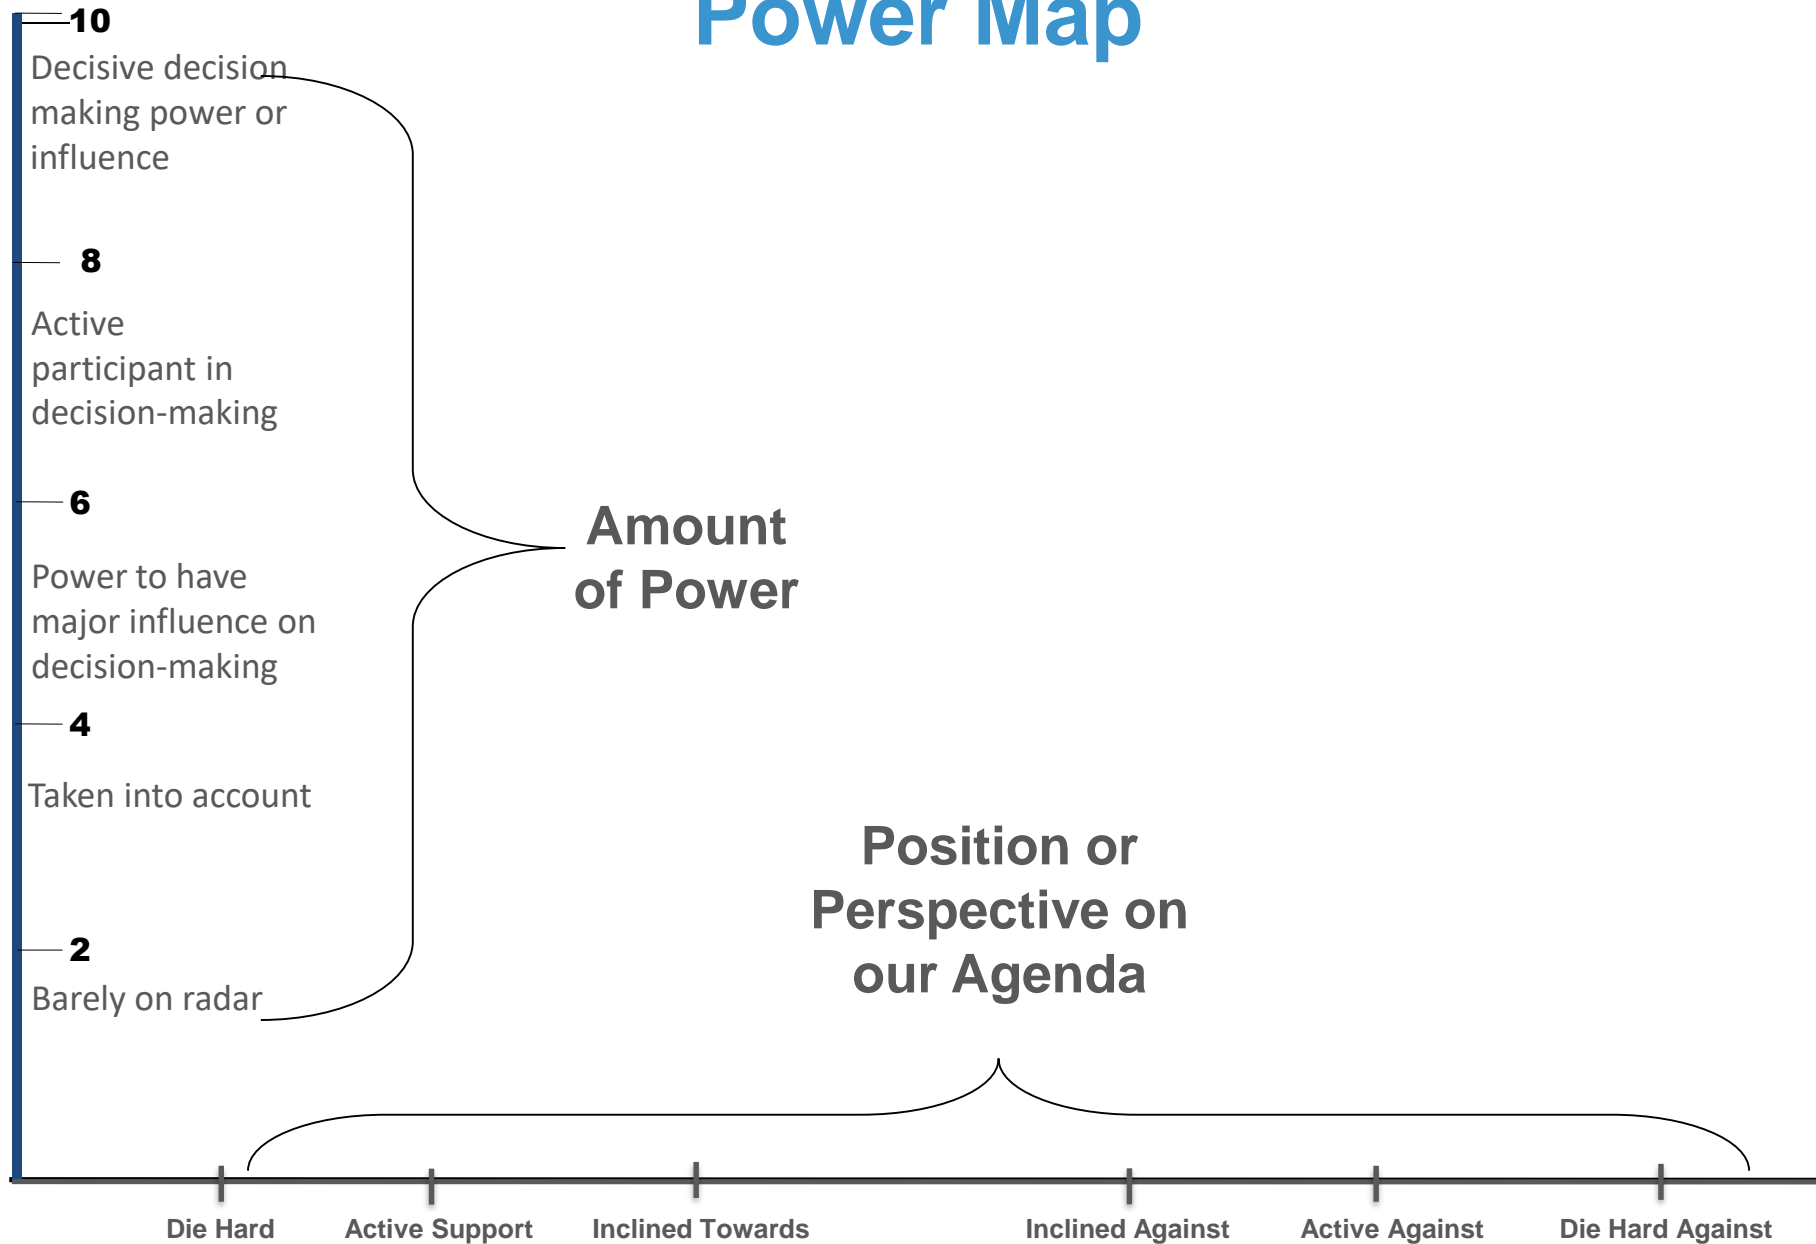 Power Map
10
Decisive decision
making power or
influence
8
Active
participant in
decision-making
6
Amount
of Power
Power to have
major influence on
decision-making
4
Taken into account
Position or
Perspective on
our Agenda
2
Barely on radar
Die Hard
Active Support
Inclined Towards
Inclined Against
Active Against
Die Hard Against